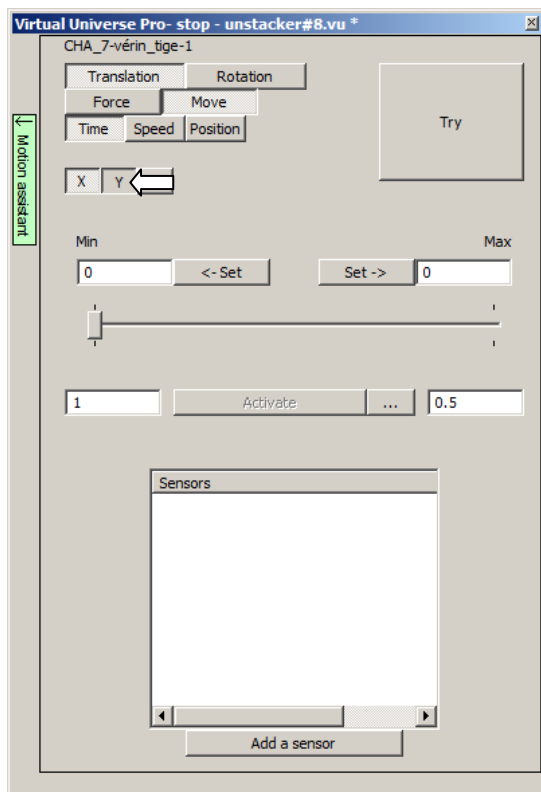 Virtual Universe Pro- stop - unstacker#8.vu *
CHA_7-vérin_tige-1
Translation Rotation
Force Move
Time Speed Position
Try
← Motion assistant
X Y
Min Max
0 <- Set Set -> 0
1 Activate ... 0.5
Sensors
Add a sensor